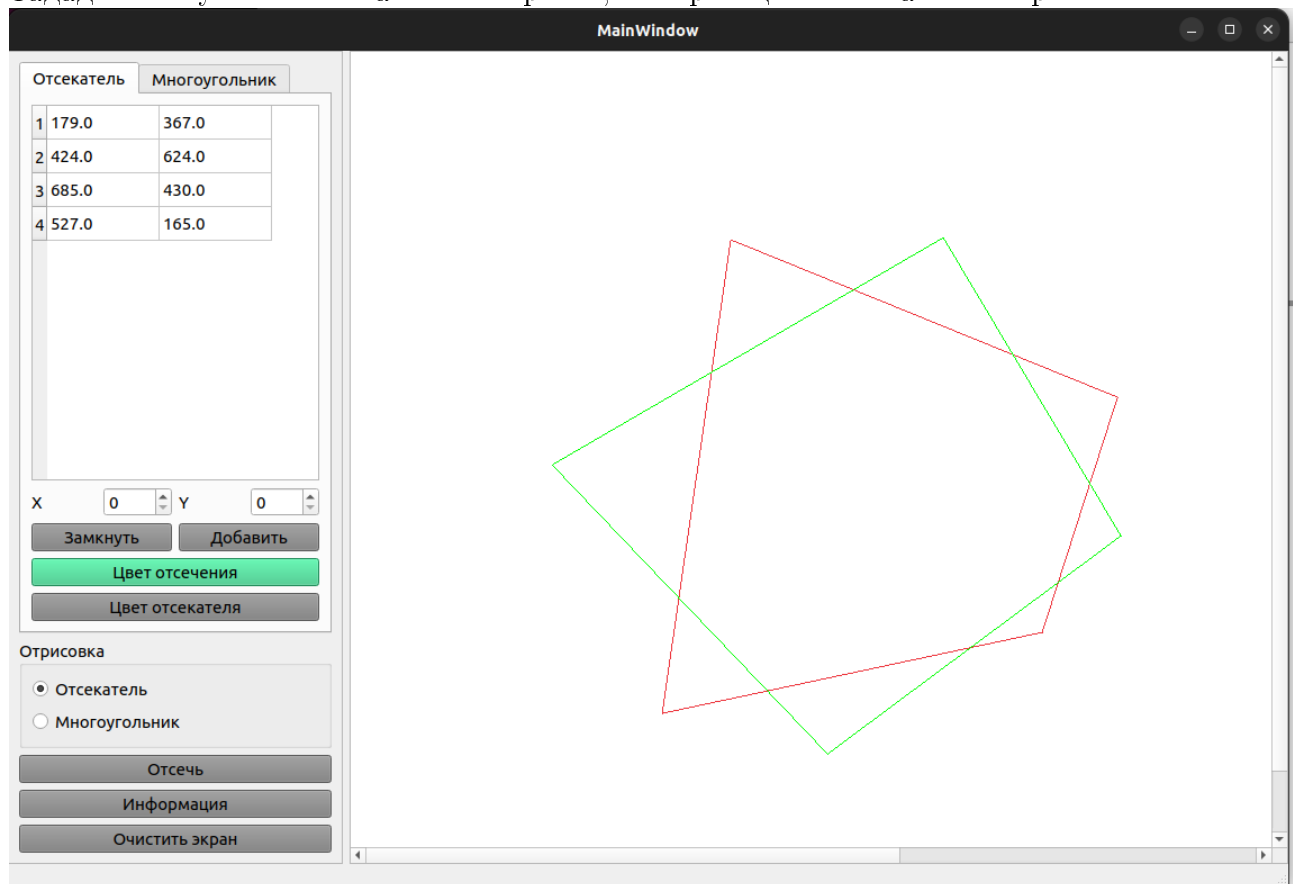 MainWindow
Отсекатель Многоугольник
1 179.0 367.0
2 424.0 624.0
3 685.0 430.0
4 527.0 165.0
X 0 Y 0
Замкнуть Добавить
Цвет отсечения
Цвет отсекателя
Отрисовка
Отсекатель
Многоугольник
Отсечь
Информация
Очистить экран